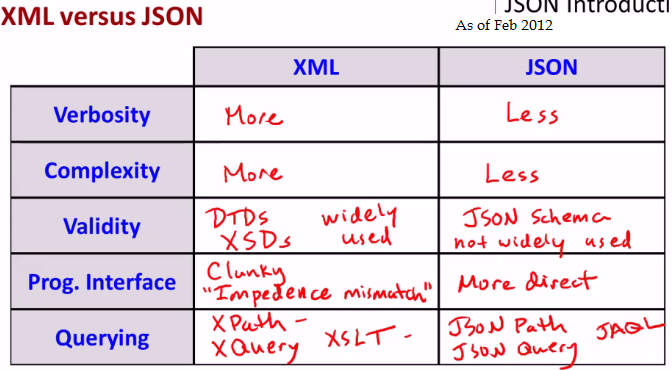 JSON Introducti
XML versus JSON
As of Feb 2012
XML JSON
Verbosity More Less
Complexity More Less
Validity DTDs widely JSON Schema
XSDs used not widely used
Prog. Interface Clunky More direct
"Impedence mismatch"
Querying XPath - XSLT - JSON Path JAQL
XQuery JSON Query